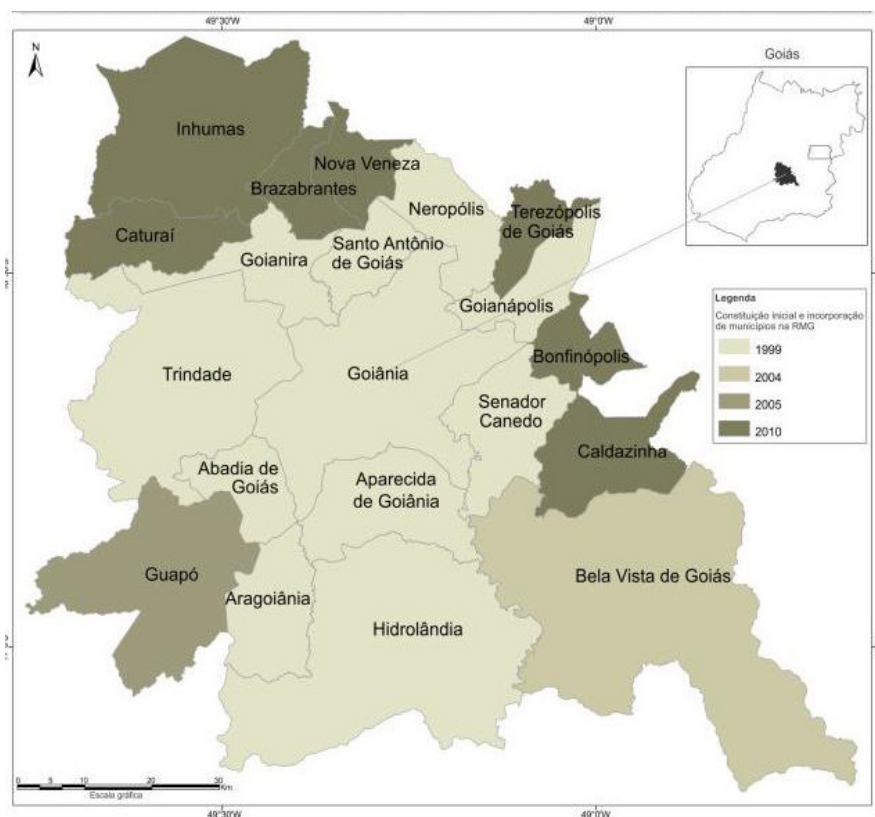 49°30'W
49°0'W
N
Goiás
Inhumas
Nova Veneza
Brazabrantes
Neropólis
Terezópolis
de Goiás
Caturaí
Santo Antônio
de Goiás
Goianira
Goianápolis
Legenda
Constituição Inicial e incorporação
de municípios na RMG
1999
2004
2005
2010
Bonfinópolis
Trindade
Goiânia
Senador
Canedo
Caldazinha
Abadia de
Goiás
Aparecida
de Goiânia
Guapó
Bela Vista de Goiás
Aragoiânia
Hidrolândia
0 5 10 20 30
Km
Escala gráfica
49°30'W
49°0'W